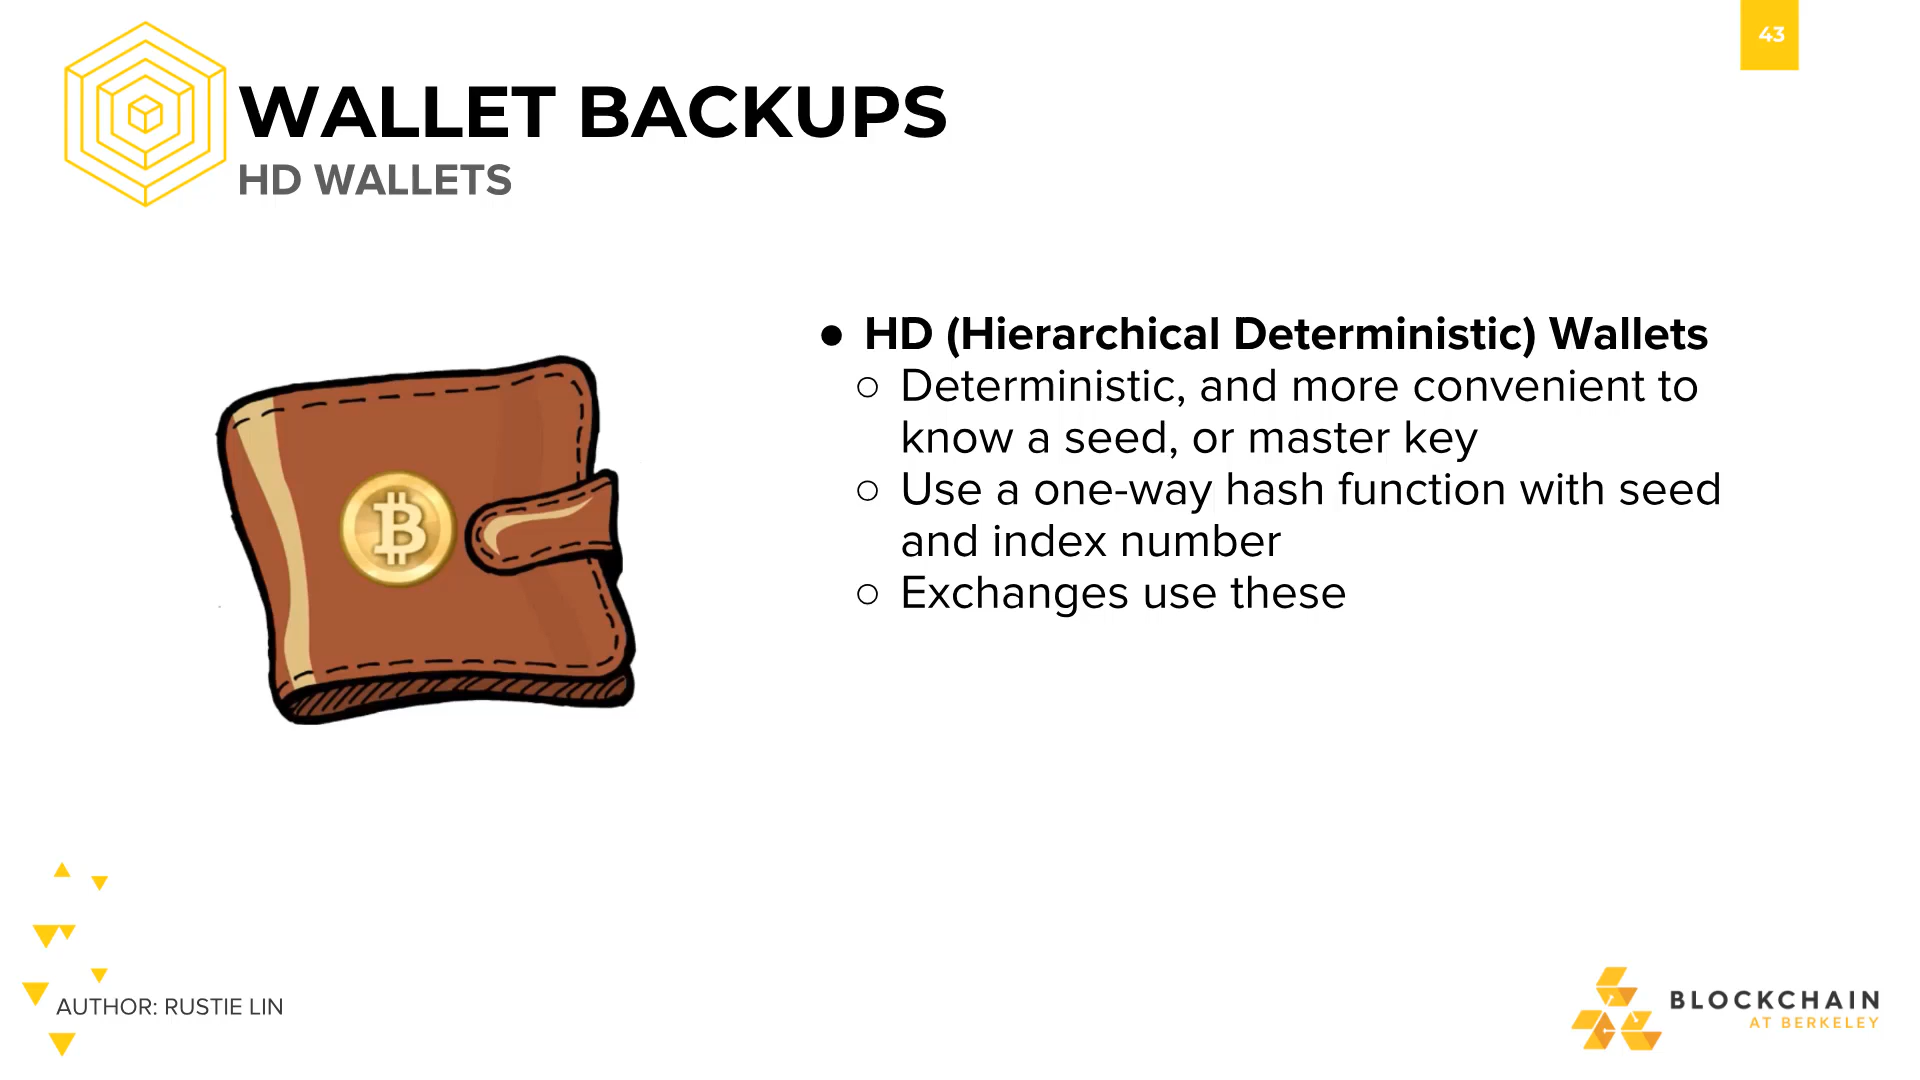 43
WALLET BACKUPS
HD WALLETS
● HD (Hierarchical Deterministic) Wallets
○ Deterministic, and more convenient to
know a seed, or master key
○ Use a one-way hash function with seed
and index number
○ Exchanges use these
AUTHOR: RUSTIE LIN
BLOCKCHAIN
AT BERKELEY